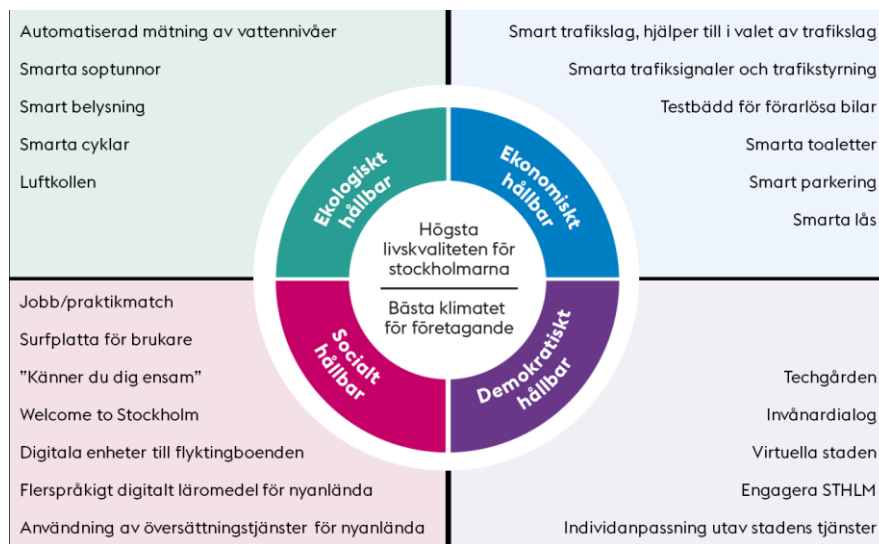 Automatiserad mätning av vattennivåer
Smarta soptunnor
Smart belysning
Smarta cyklar
Luftkollen
Smart trafikslag, hjälper till i valet av trafikslag
Smarta trafiksignaler och trafikstyrning
Testbädd för förarlösa bilar
Smarta toaletter
Smart parkering
Smarta lås
Ekologiskt
hållbar
Ekonomiskt
hållbar
Högsta
livskvaliteten för
stockholmarna
Bästa klimatet
för företagande
Socialt
hållbar
Demokratiskt
hållbar
Jobb/praktikmatch
Surfplatta för brukare
”Känner du dig ensam”
Welcome to Stockholm
Digitala enheter till flyktingboenden
Flerspråkigt digitalt läromedel för nyanlända
Användning av översättningstjänster för nyanlända
Techgården
Invånardialog
Virtuella staden
Engagera STHLM
Individanpassning utav stadens tjänster